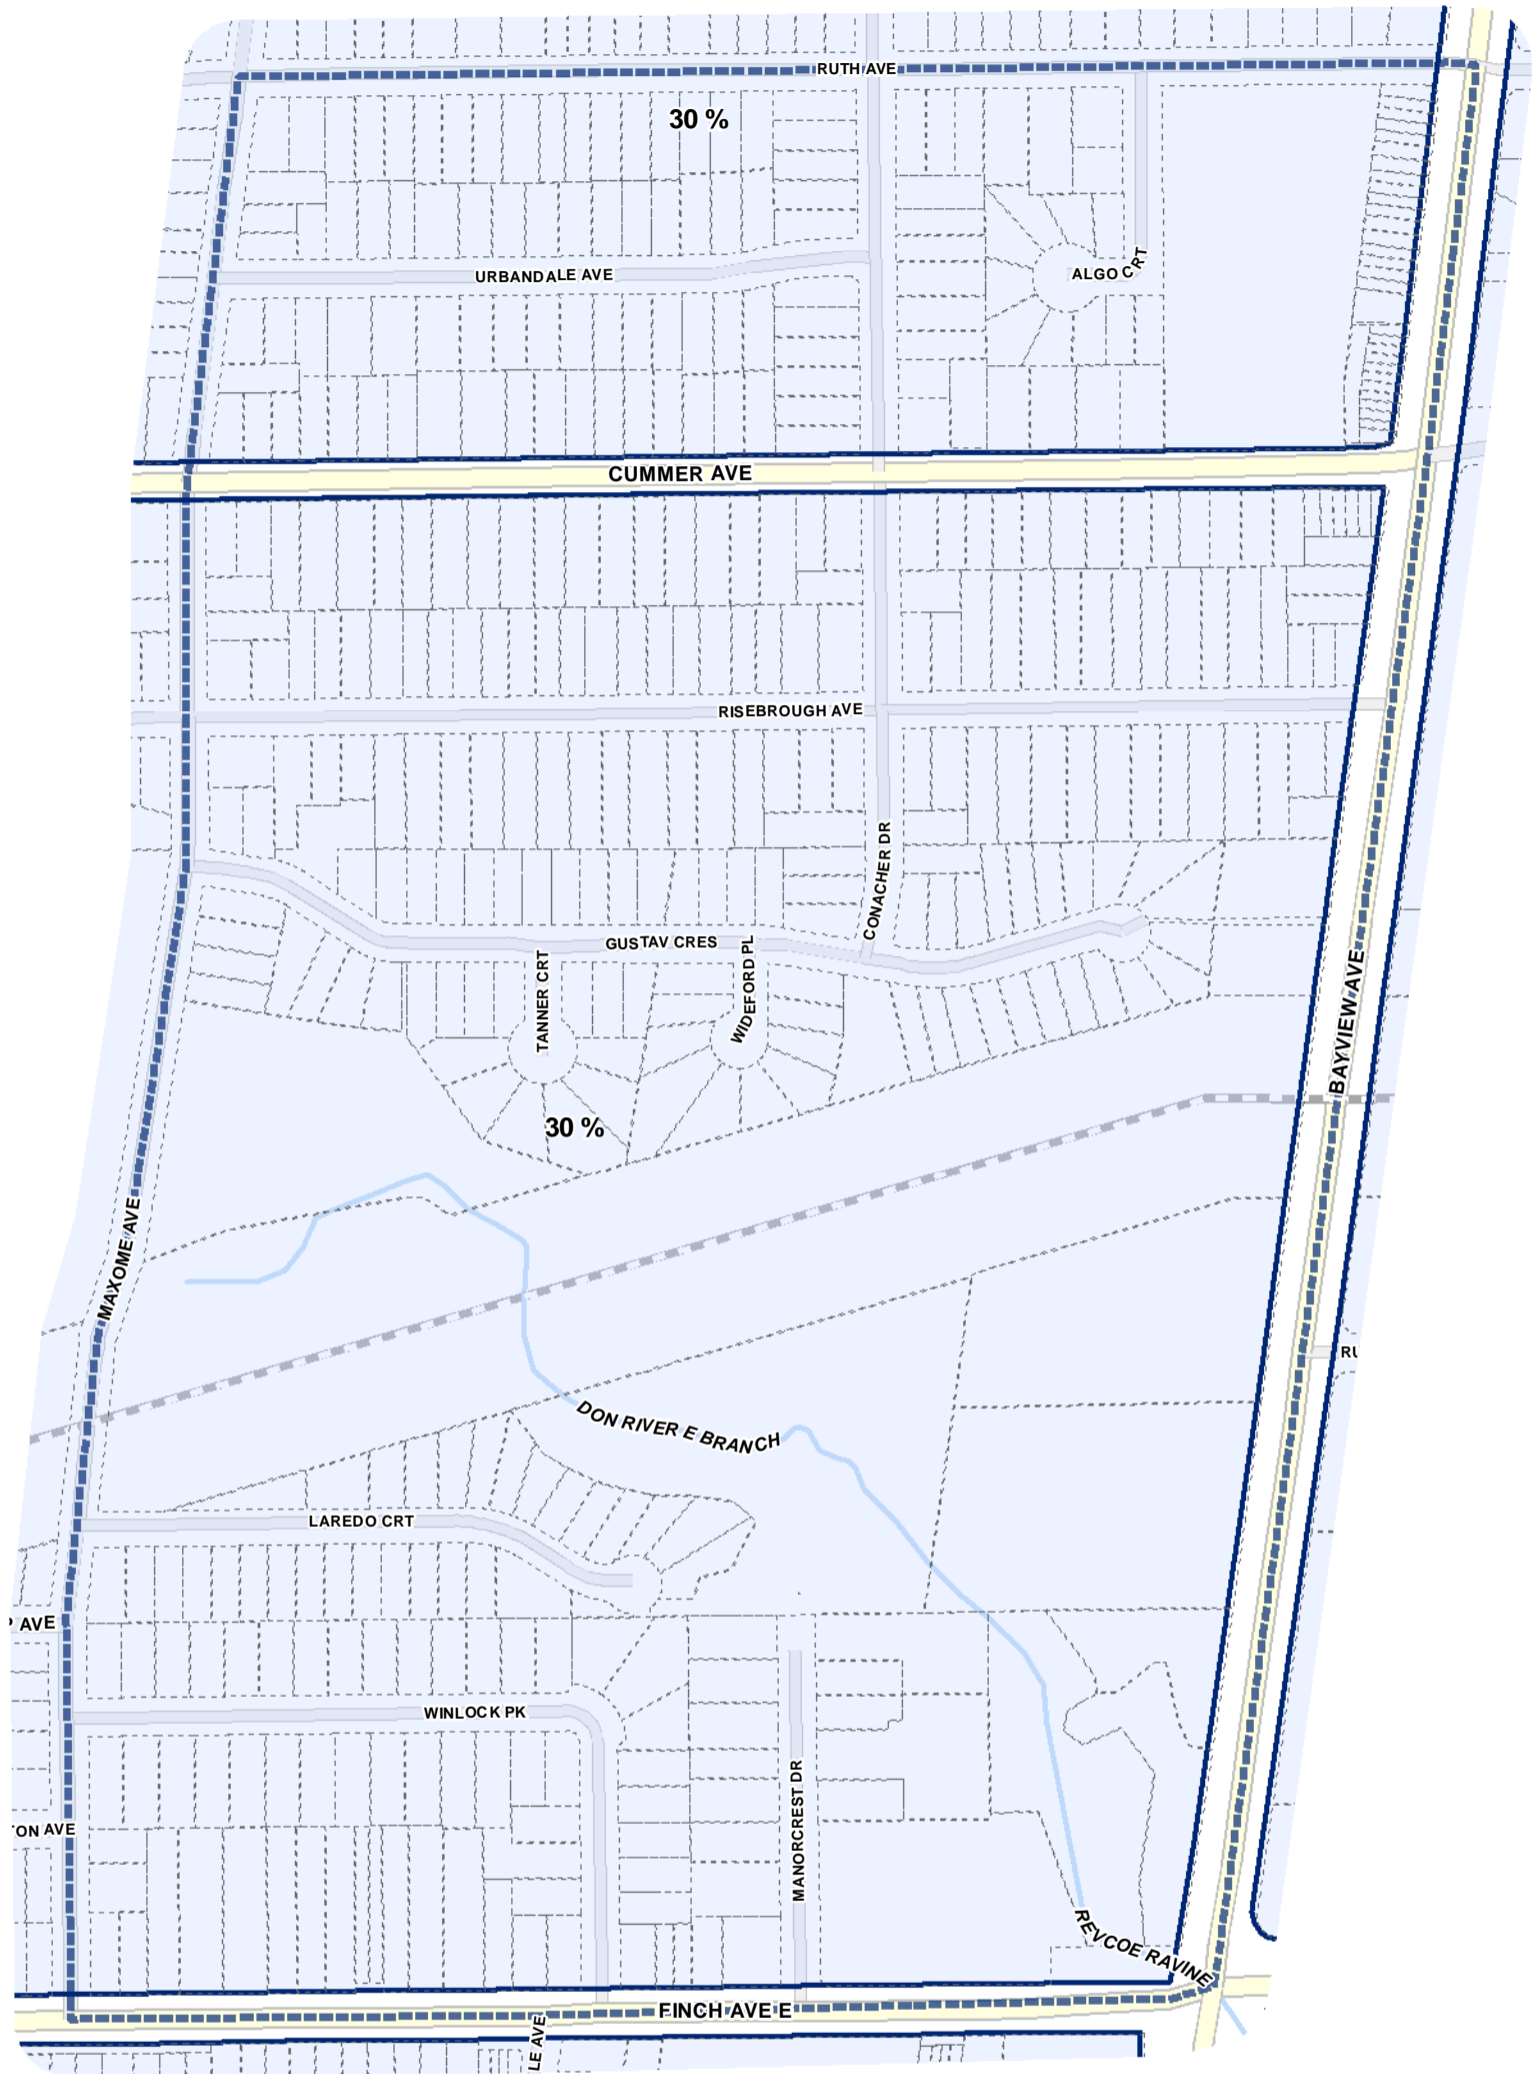 RUTH AVE
30 %
URBANDALE AVE
ALGO CRT
CUMMER AVE
RISEBROUGH AVE
CONACHER DR
GUSTAV CRES
TANNER CRT
WIDEFORD PL
BAYVIEW AVE
30 %
MAXOME AVE
RU
DON RIVER E BRANCH
LAREDO CRT
AVE
WINLOCK PK
MANORCREST DR
TON AVE
REVCOE RAVINE
FINCH AVE E
LE AVE